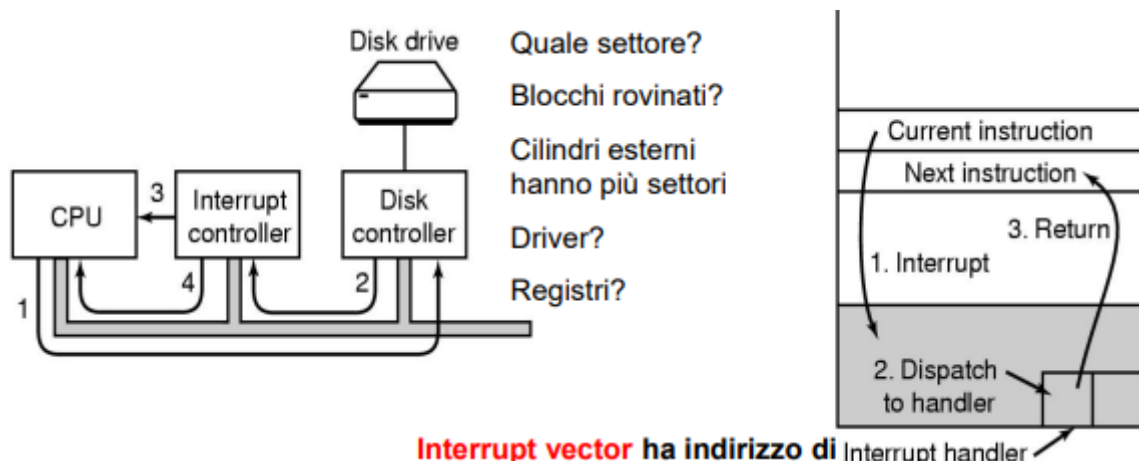 Disk drive
Quale settore?
Blocchi rovinati?
Cilindri esterni
hanno più settori
Driver?
Registri?
CPU
3
Interrupt
controller
Disk
controller
1
4
2
Current instruction
Next instruction
3. Return
1. Interrupt
2. Dispatch
to handler
Interrupt vector ha indirizzo di
Interrupt handler